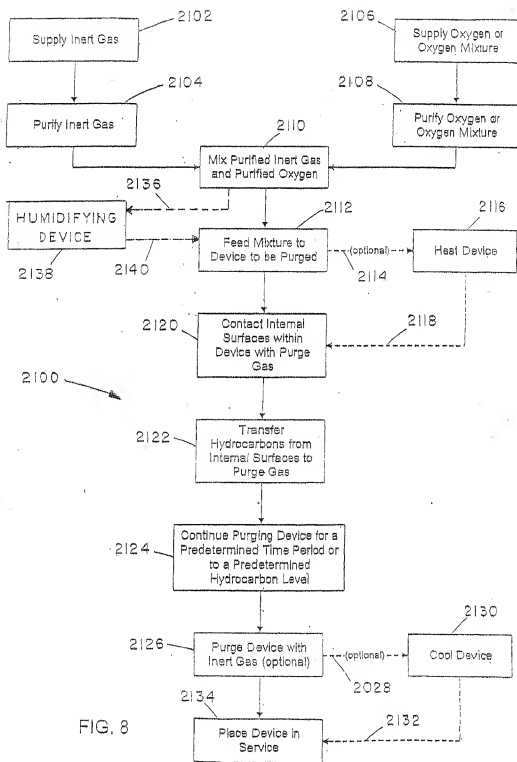 2102
Supply Inert Gas
2106
Supply Oxygen or
Oxygen Mixture
2104
Purify Inert Gas
2108
Purify Oxygen or
Oxygen Mixture
2110
Mix Purified Inert Gas
and Purified Oxygen
2136
HUMIDIFYING
DEVICE
2138
2140
2112
Feed Mixture to
Device to be Purged
(optional)
2114
2116
Heat Device
2118
2120
Contact Internal
Surfaces within
Device with Purge
Gas
2100
2122
Transfer
Hydrocarbons from
Internal Surfaces to
Purge Gas
2124
Continue Purging Device for a
Predetermined Time Period or
to a Predetermined
Hydrocarbon Level
2126
Purge Device with
Inert Gas (optional)
(optional)
2028
2130
Cool Device
2132
2134
Place Device in
Service
FIG. 8